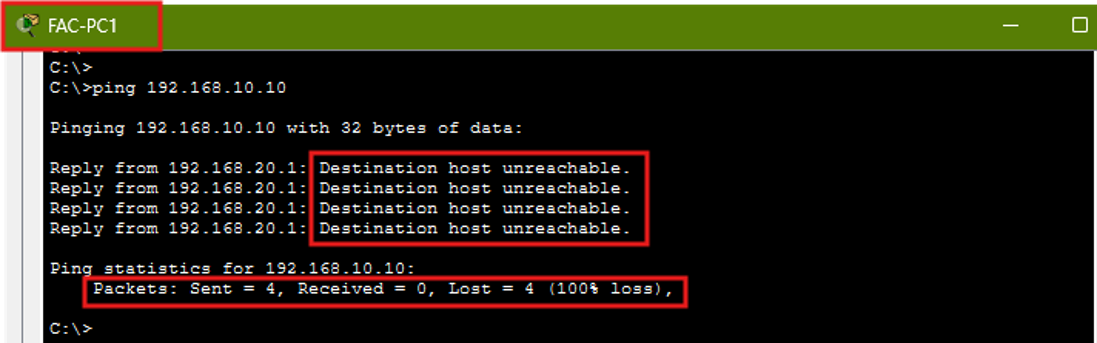 FAC-PC1
C:\>
C:\>ping 192.168.10.10
Pinging 192.168.10.10 with 32 bytes of data:
Reply from 192.168.20.1: Destination host unreachable.
Reply from 192.168.20.1: Destination host unreachable.
Reply from 192.168.20.1: Destination host unreachable.
Reply from 192.168.20.1: Destination host unreachable.
Ping statistics for 192.168.10.10:
Packets: Sent = 4, Received = 0, Lost = 4 (100% loss),
C:\>